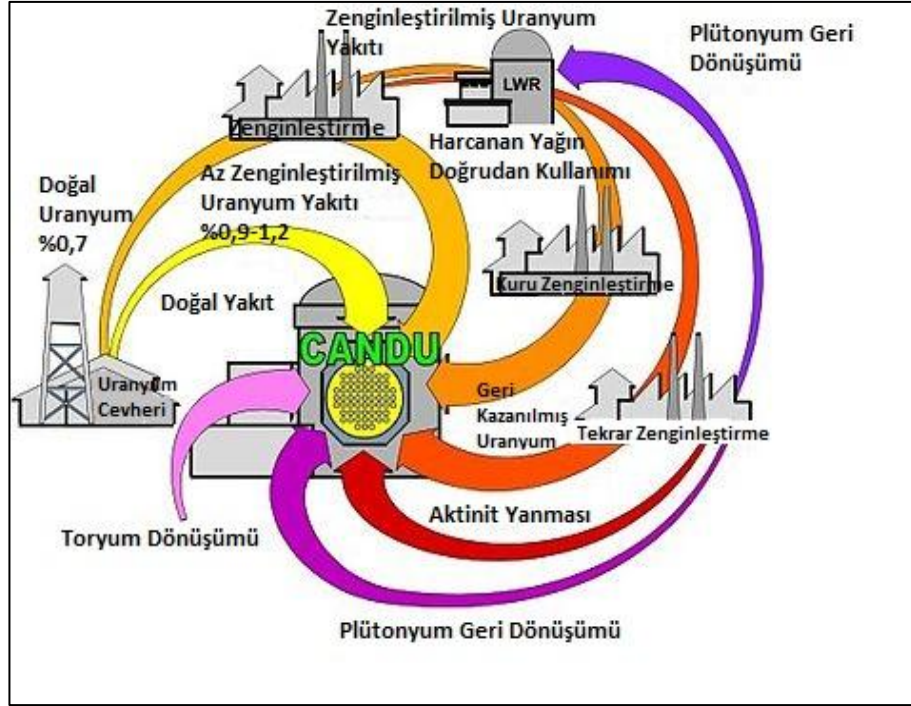 Zenginleştirilmiş Uranyum
Yakıtı
Plütonyum Geri
Dönüşümü
LWR
Zenginleştirme
Harcanan Yağın
Doğrudan Kullanımı
Doğal
Uranyum
%0,7
Az Zenginleştirilmiş
Uranyum Yakıtı
%0,9-1,2
Kuru Zenginleştirme
Doğal Yakıt
CANDU
Uranyum
Cevheri
Geri
Kazanılmış
Uranyum
Tekrar Zenginleştirme
Aktinit Yanması
Toryum Dönüşümü
Plütonyum Geri Dönüşümü